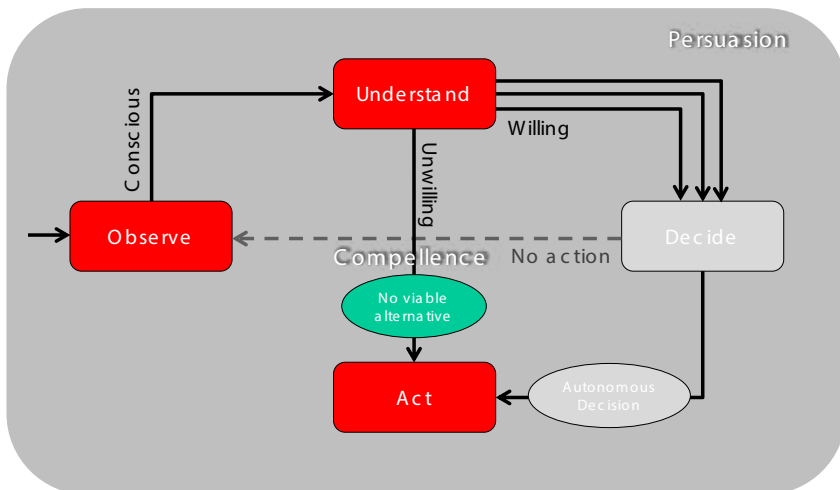 Persuasion
Understand
Conscious
Willing
Unwilling
Observe
Decide
Compellence
No action
No viable
alternative
Act
Autonomous
Decision